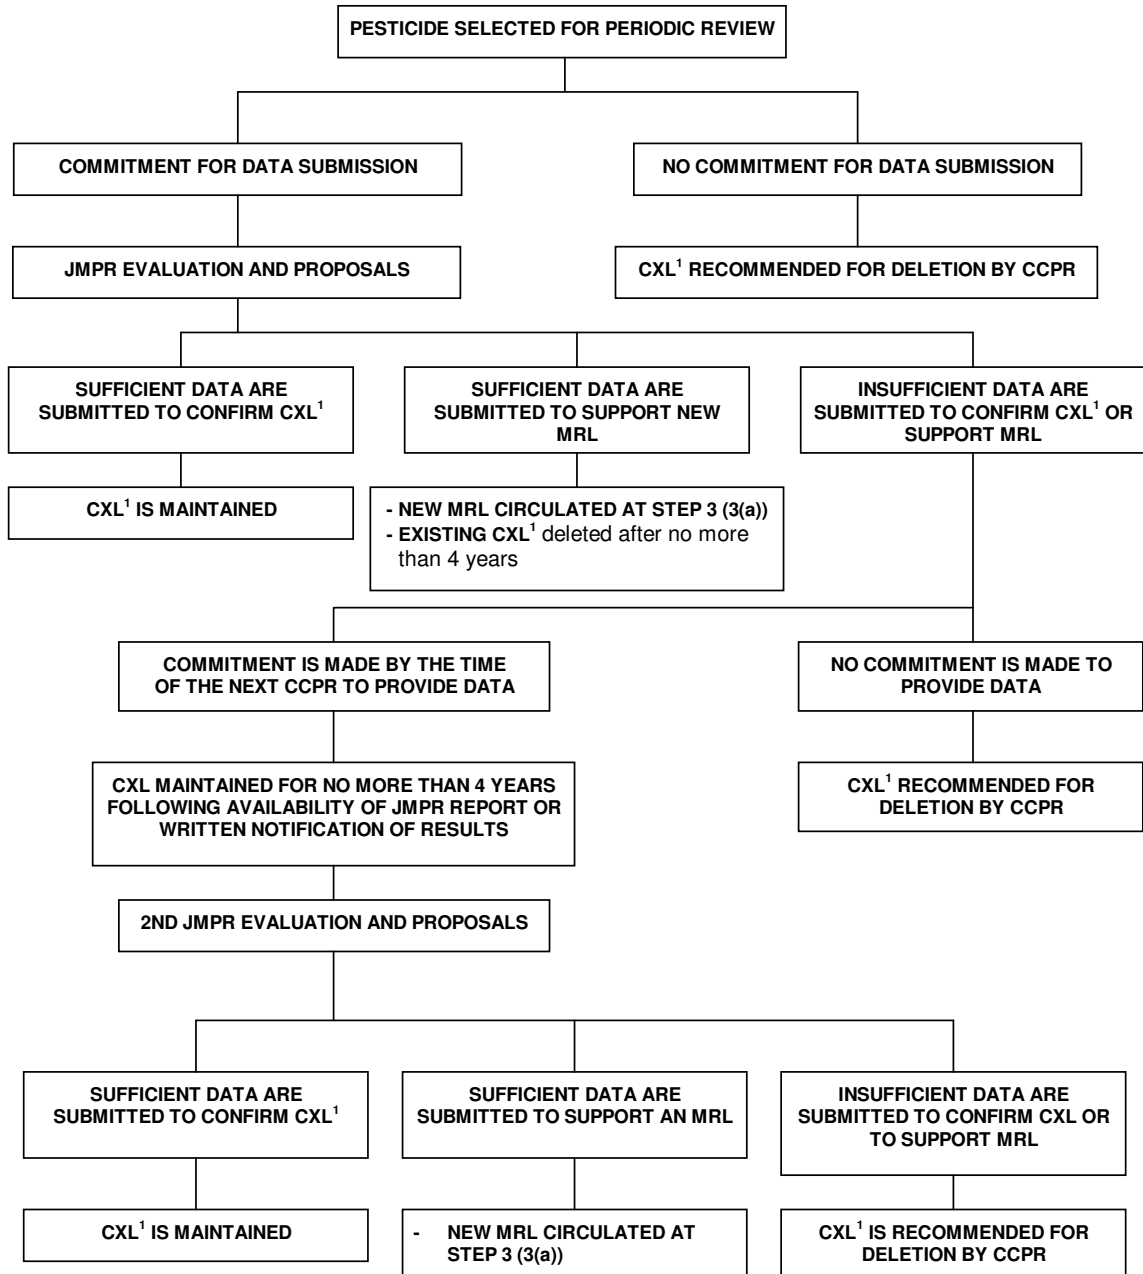 PESTICIDE SELECTED FOR PERIODIC REVIEW
COMMITMENT FOR DATA SUBMISSION
NO COMMITMENT FOR DATA SUBMISSION
JMPR EVALUATION AND PROPOSALS
CXL¹ RECOMMENDED FOR DELETION BY CCPR
SUFFICIENT DATA ARE
SUBMITTED TO CONFIRM CXL¹
SUFFICIENT DATA ARE
SUBMITTED TO SUPPORT NEW
MRL
INSUFFICIENT DATA ARE
SUBMITTED TO CONFIRM CXL¹ OR
SUPPORT MRL
CXL¹ IS MAINTAINED
- NEW MRL CIRCULATED AT STEP 3 (3(a))
- EXISTING CXL¹ deleted after no more
than 4 years
COMMITMENT IS MADE BY THE TIME
OF THE NEXT CCPR TO PROVIDE DATA
NO COMMITMENT IS MADE TO
PROVIDE DATA
CXL MAINTAINED FOR NO MORE THAN 4 YEARS
FOLLOWING AVAILABILITY OF JMPR REPORT OR
WRITTEN NOTIFICATION OF RESULTS
CXL¹ RECOMMENDED FOR
DELETION BY CCPR
2ND JMPR EVALUATION AND PROPOSALS
SUFFICIENT DATA ARE
SUBMITTED TO CONFIRM CXL¹
SUFFICIENT DATA ARE
SUBMITTED TO SUPPORT AN MRL
INSUFFICIENT DATA ARE
SUBMITTED TO CONFIRM CXL OR
TO SUPPORT MRL
CXL¹ IS MAINTAINED
- NEW MRL CIRCULATED AT
STEP 3 (3(a))
CXL¹ IS RECOMMENDED FOR
DELETION BY CCPR